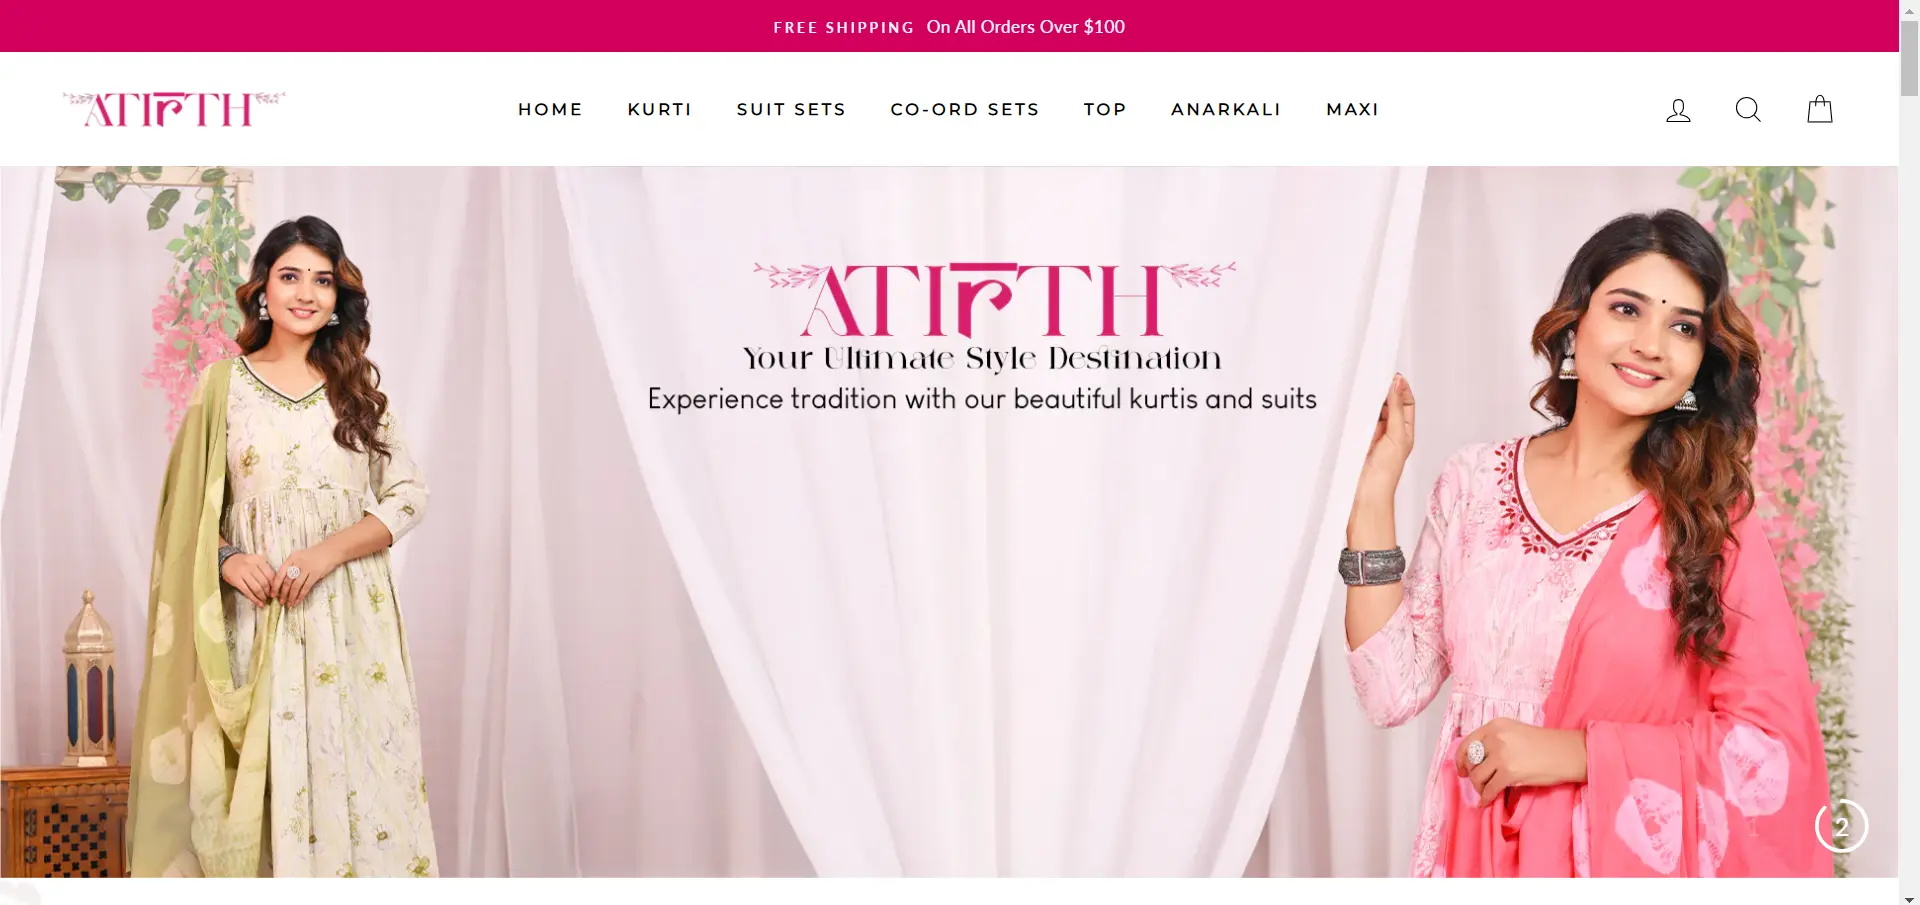 FREE SHIPPING On All Orders Over $100
ATIRTH
HOME KURTI SUIT SETS CO-ORD SETS TOP ANARKALI MAXI
ATIRTH
Your Ultimate Style Destination
Experience tradition with our beautiful kurtis and suits
2